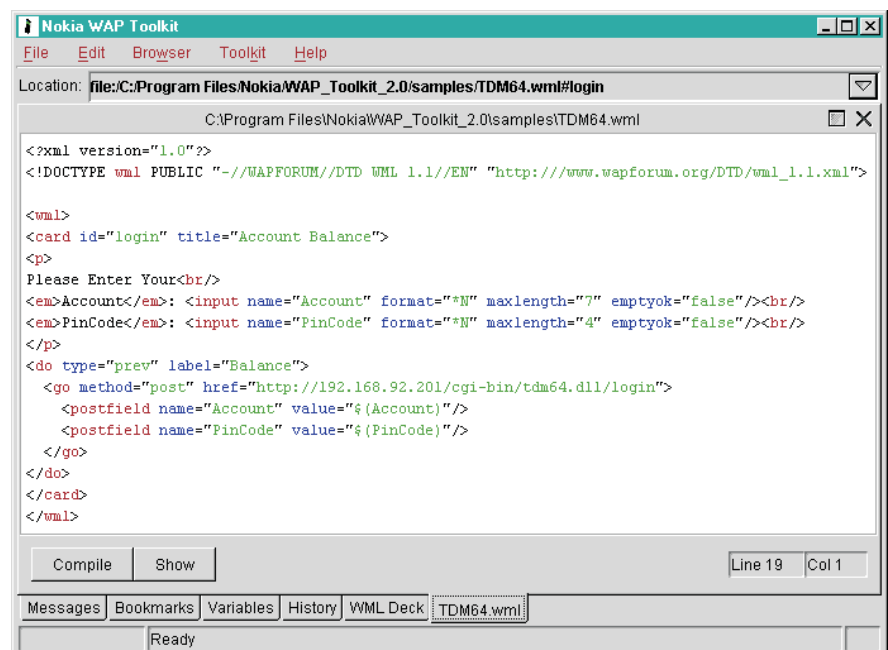 Nokia WAP Toolkit
File Edit Browser Toolkit Help
Location: file:/C:/Program Files/Nokia/WAP_Toolkit_2.0/samples/TDM64.wml#login
C:\Program Files\Nokia\WAP_Toolkit_2.0\samples\TDM64.wml
<?xml version="1.0"?>
<!DOCTYPE wml PUBLIC "-//WAPFORUM//DTD WML 1.1//EN" "http:///www.wapforum.org/DTD/wml_1.1.xml">
<wml>
<card id="login" title="Account Balance">
<p>
Please Enter Your<br/>
<em>Account</em>: <input name="Account" format="*N" maxlength="7" emptyok="false"/><br/>
<em>PinCode</em>: <input name="PinCode" format="*N" maxlength="4" emptyok="false"/><br/>
</p>
<do type="prev" label="Balance">
<go method="post" href="http://192.168.92.201/cgi-bin/tdm64.dll/login">
<postfield name="Account" value="$(Account)"/>
<postfield name="PinCode" value="$(PinCode)"/>
</go>
</do>
</card>
</wml>
Compile Show Line 19 Col 1
Messages Bookmarks Variables History WML Deck TDM64.wml
Ready